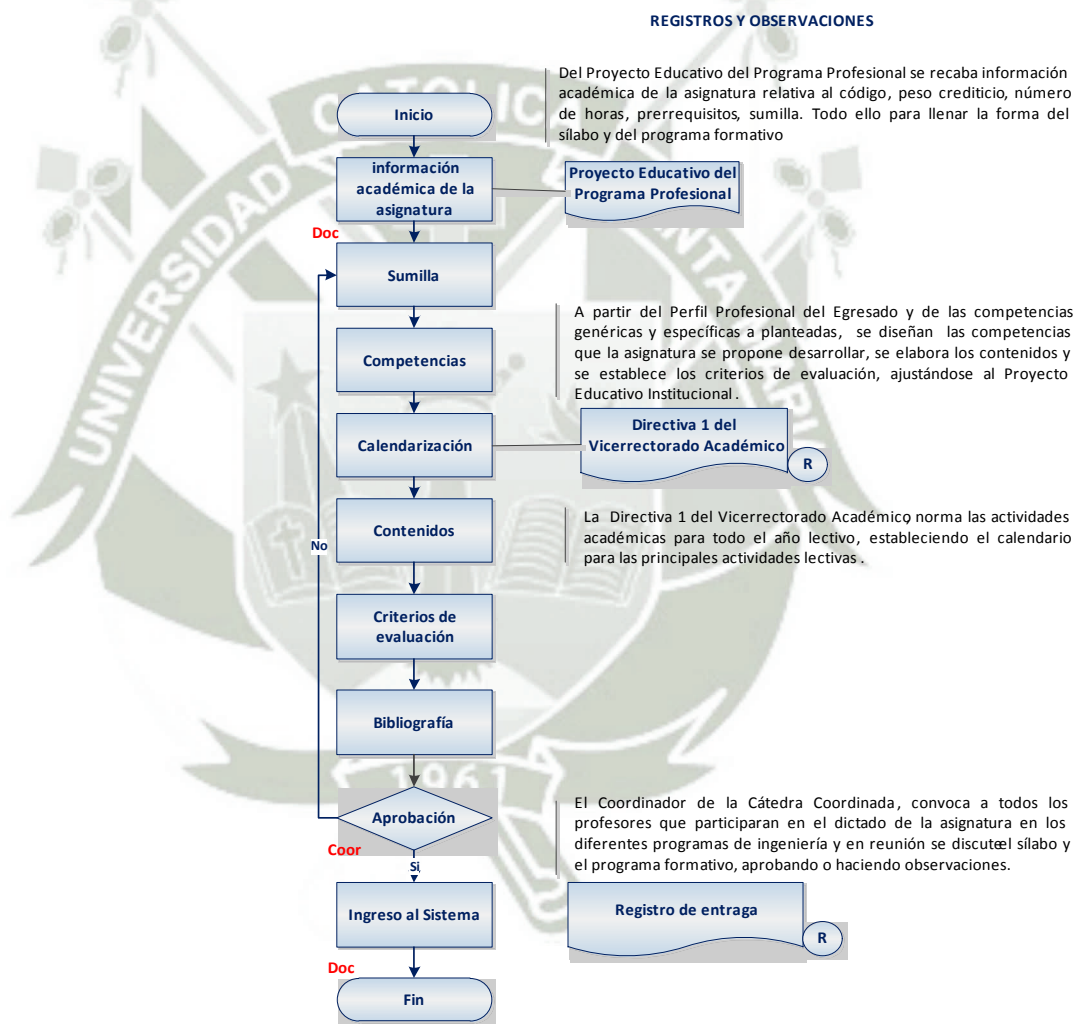 REGISTROS Y OBSERVACIONES
Del Proyecto Educativo del Programa Profesional se recaba información
académica de la asignatura relativa al código, peso crediticio, número
de horas, prerrequisitos, sumilla. Todo ello para llenar la forma del
sílabo y del programa formativo
Inicio
información
académica de la
asignatura
Proyecto Educativo del
Programa Profesional
Doc
Sumilla
A partir del Perfil Profesional del Egresado y de las competencias
genéricas y específicas a planteadas, se diseñan las competencias
que la asignatura se propone desarrollar, se elabora los contenidos y
se establece los criterios de evaluación, ajustándose al Proyecto
Educativo Institucional.
Competencias
Calendarización
Directiva 1 del
Vicerrectorado Académico
R
Contenidos
La Directiva 1 del Vicerrectorado Académico, norma las actividades
académicas para todo el año lectivo, estableciendo el calendario
para las principales actividades lectivas.
No
Criterios de
evaluación
Bibliografía
Aprobación
Coor
Si
El Coordinador de la Cátedra Coordinada, convoca a todos los
profesores que participaran en el dictado de la asignatura en los
diferentes programas de ingeniería y en reunión se discute el sílabo y
el programa formativo, aprobando o haciendo observaciones.
Ingreso al Sistema
Registro de entraga
R
Doc
Fin
UNIVERSIDAD
CATOLICA
1961